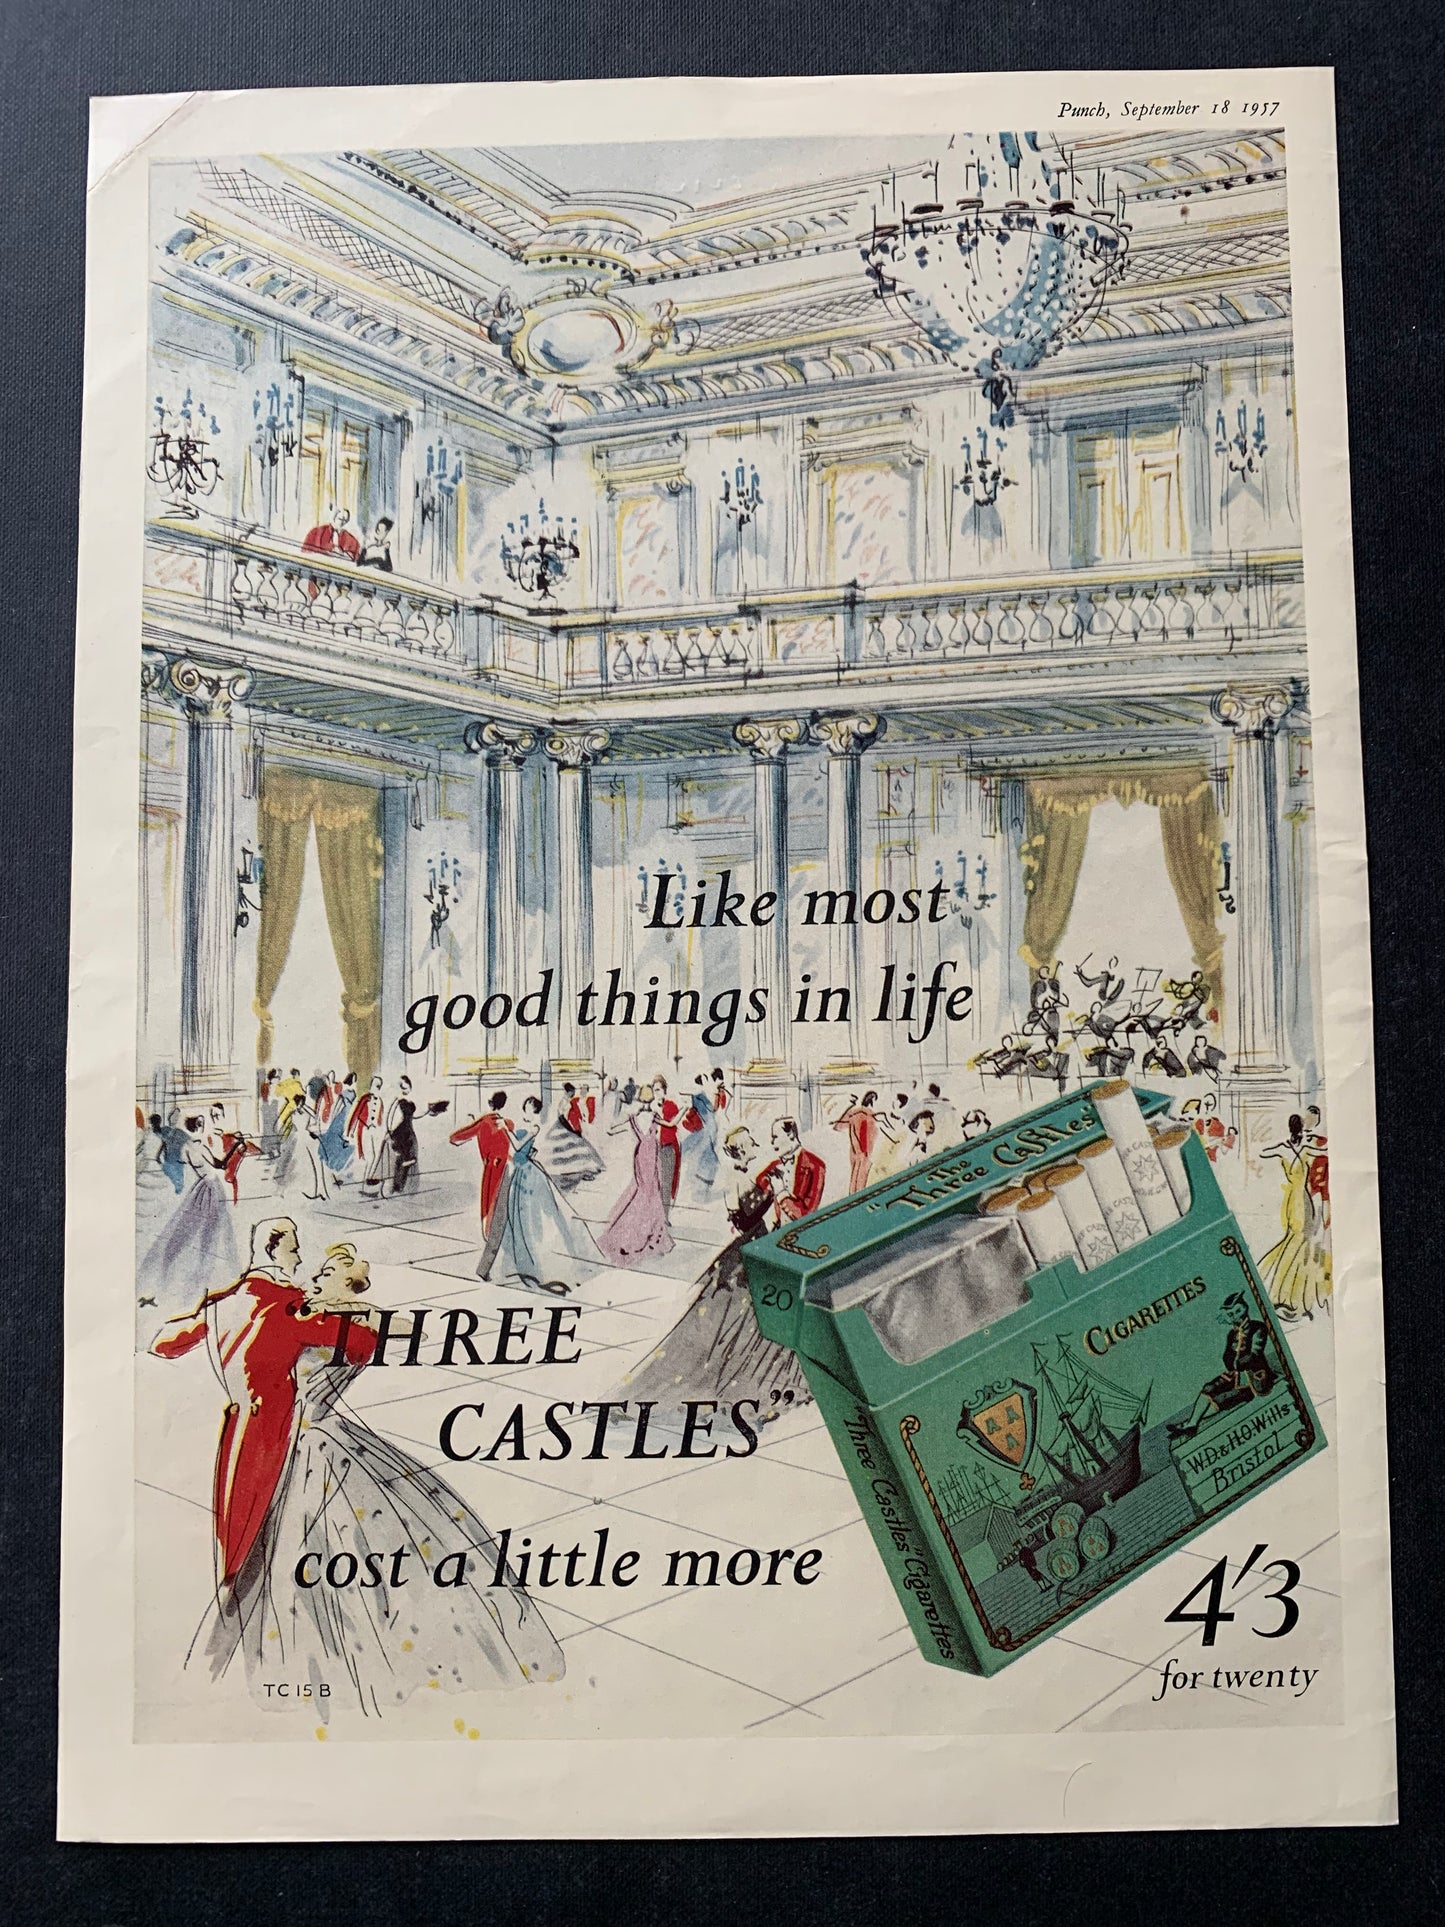 Punch, September 18 1957
Like most
good things in life
"THREE
CASTLES"
cost a little more
"The
Three Castles"
20
CIGARETTES
W.D. & H.O. Wills
Bristol
"Three Castles" Cigarettes
4'3
for twenty
TC 15 B